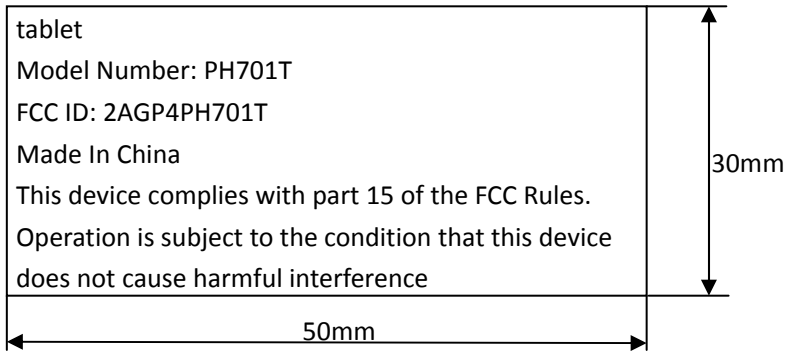 tablet
Model Number: PH701T
FCC ID: 2AGP4PH701T
Made In China
This device complies with part 15 of the FCC Rules.
Operation is subject to the condition that this device
does not cause harmful interference
30mm
50mm